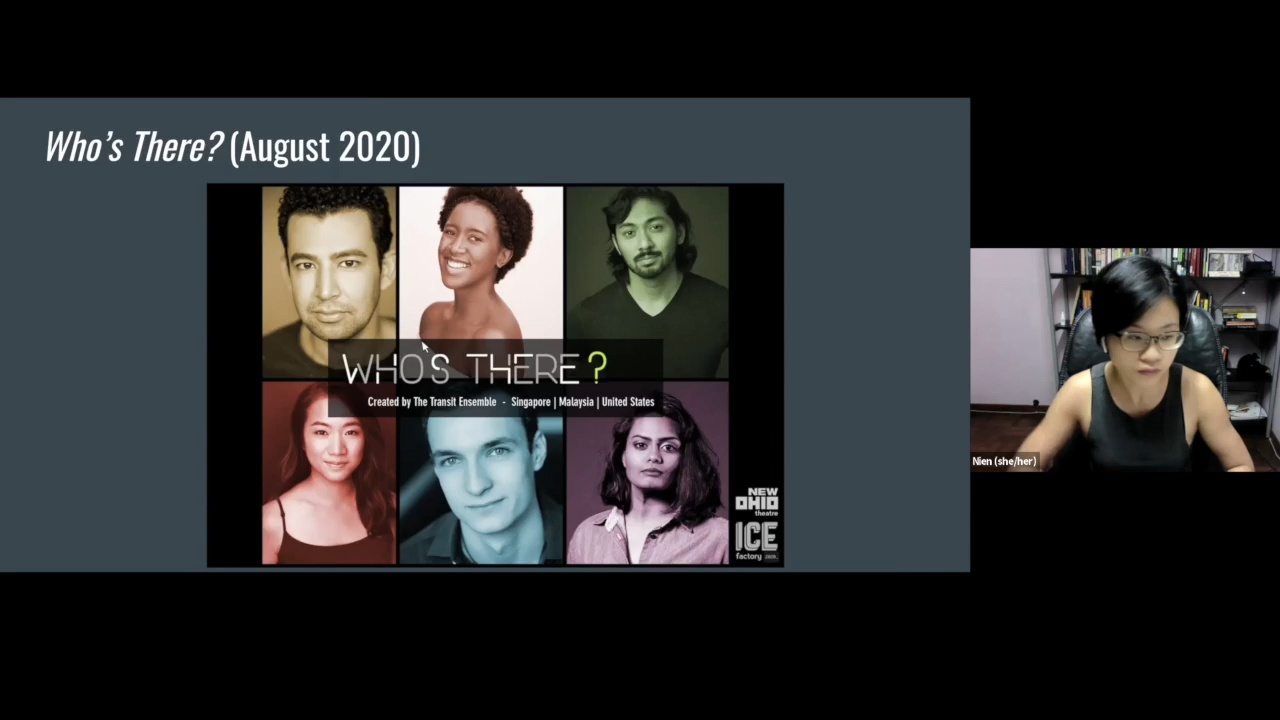 Who's There? (August 2020)
WHO'S THERE?
Created by The Transit Ensemble - Singapore | Malaysia | United States
NEW
OHIO
theatre
ICE
factory
Nien (she/her)